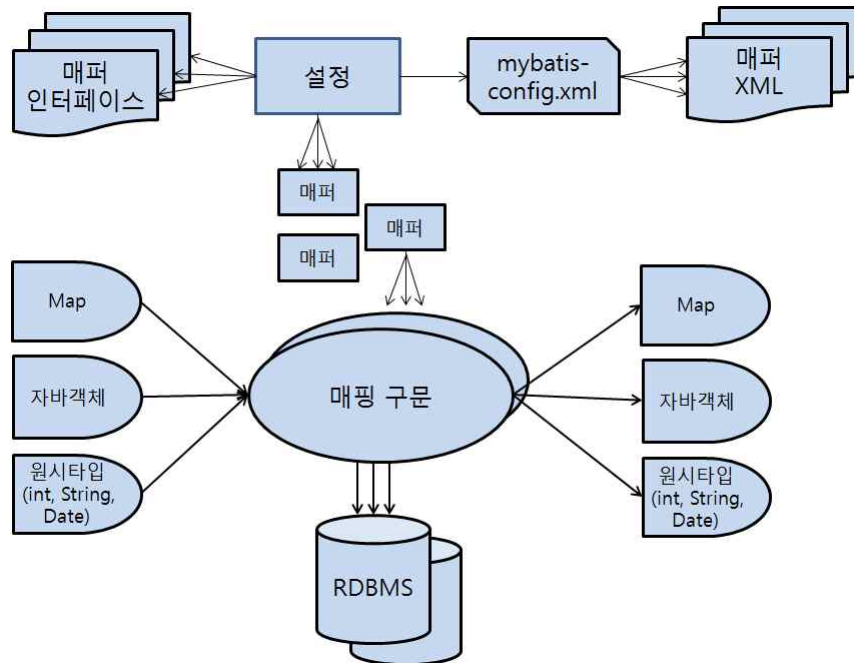 매퍼
인터페이스
설정
mybatis-
config.xml
매퍼
XML
매퍼
매퍼
매퍼
Map
Map
매핑 구문
자바객체
자바객체
원시타입
(int, String,
Date)
원시타입
(int, String,
Date)
RDBMS